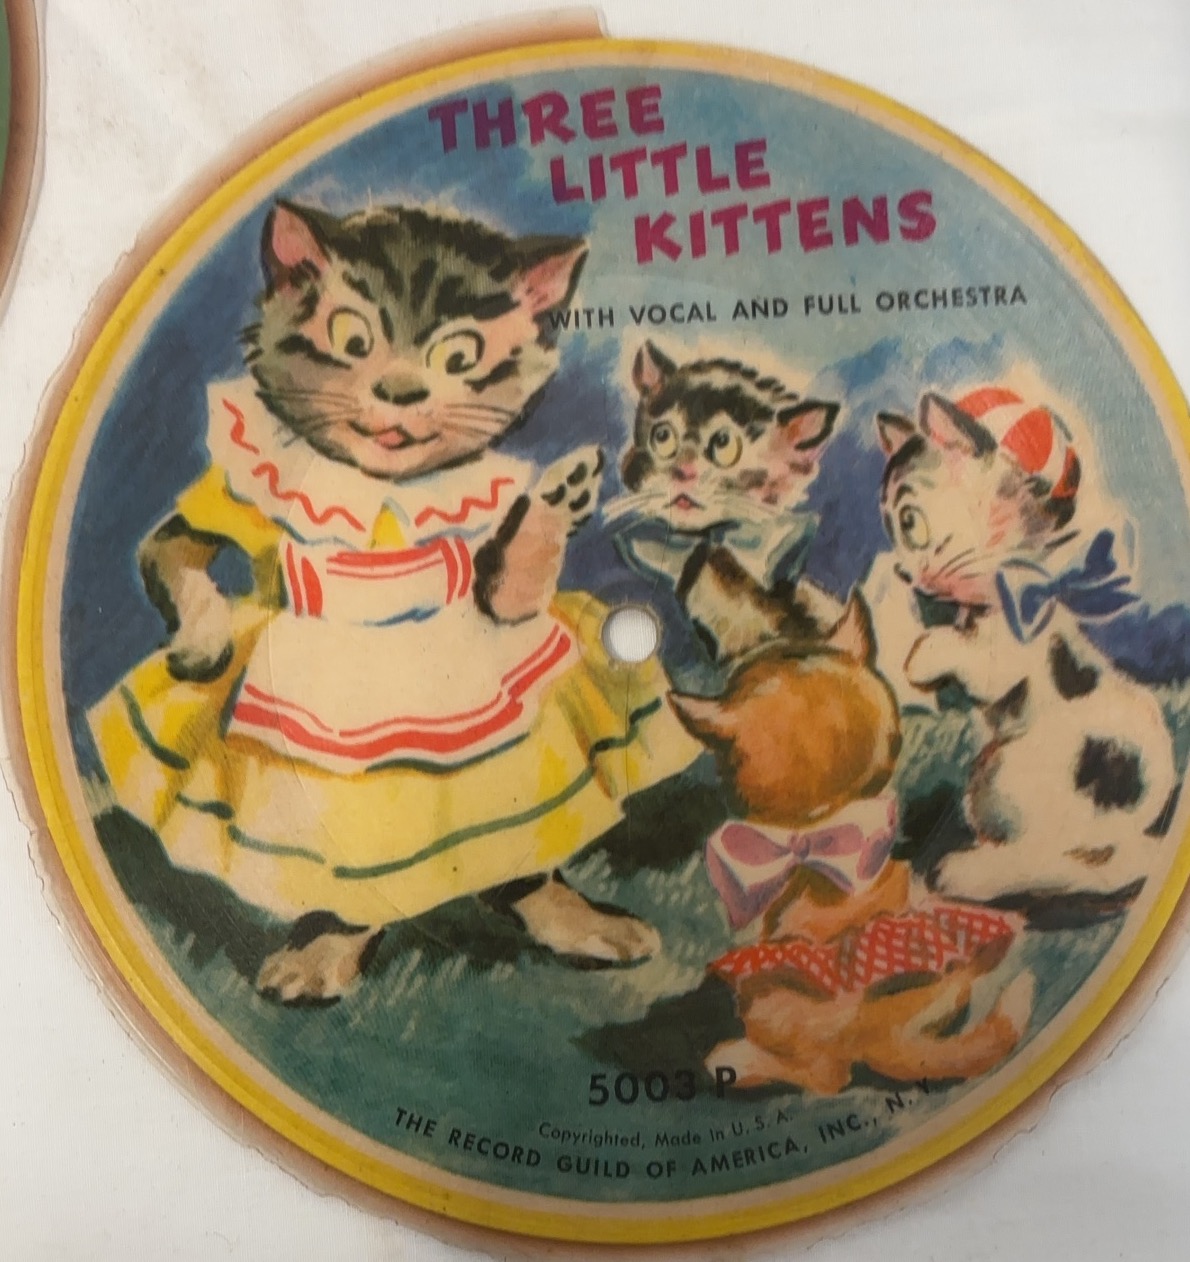 THREE
LITTLE
KITTENS
WITH VOCAL AND FULL ORCHESTRA
5003 P
Copyrighted, Made in U. S. A.
THE RECORD GUILD OF AMERICA, INC., N. Y.